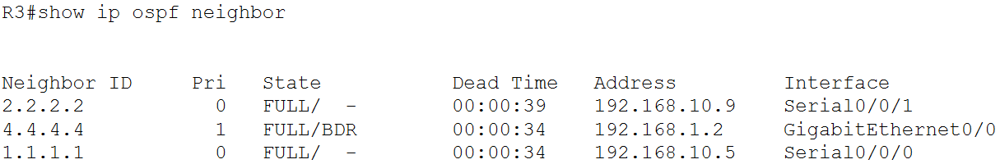 R3#show ip ospf neighbor
Neighbor ID     Pri   State           Dead Time   Address         Interface
2.2.2.2           0   FULL/  -        00:00:39    192.168.10.9    Serial0/0/1
4.4.4.4           1   FULL/BDR        00:00:34    192.168.1.2     GigabitEthernet0/0
1.1.1.1           0   FULL/  -        00:00:34    192.168.10.5    Serial0/0/0